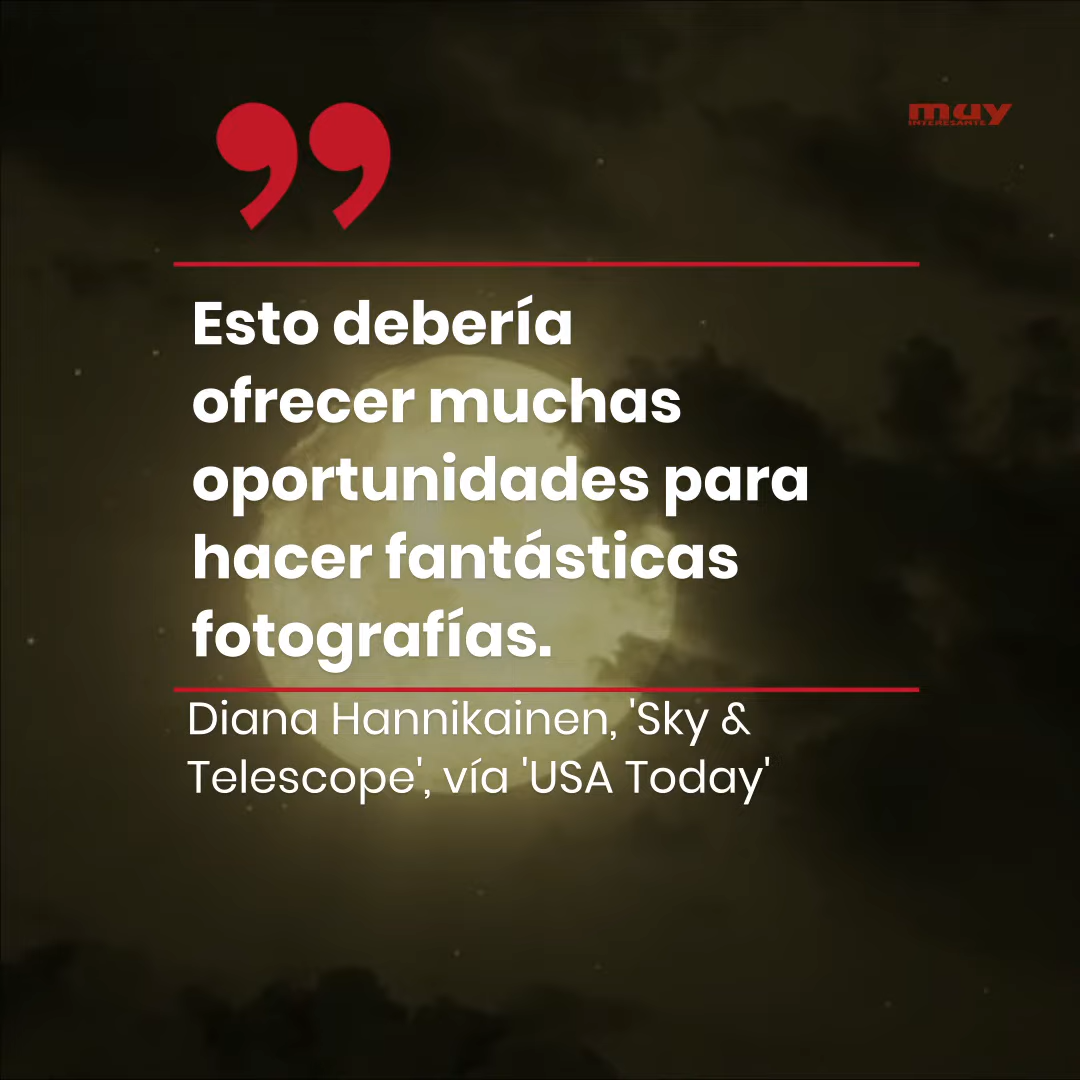 muy
INTERESANTE
Esto debería
ofrecer muchas
oportunidades para
hacer fantásticas
fotografías.
Diana Hannikainen, 'Sky &
Telescope', vía 'USA Today'